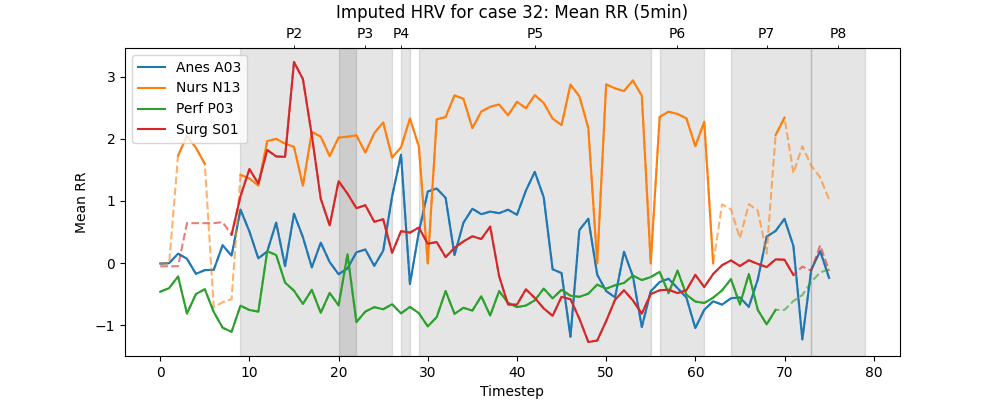 Imputed HRV for case 32: Mean RR (5min)
P2 P3 P4 P5 P6 P7 P8
Anes A03
Nurs N13
Perf P03
Surg S01
Mean RR
3
2
1
0
−1
0 10 20 30 40 50 60 70 80
Timestep